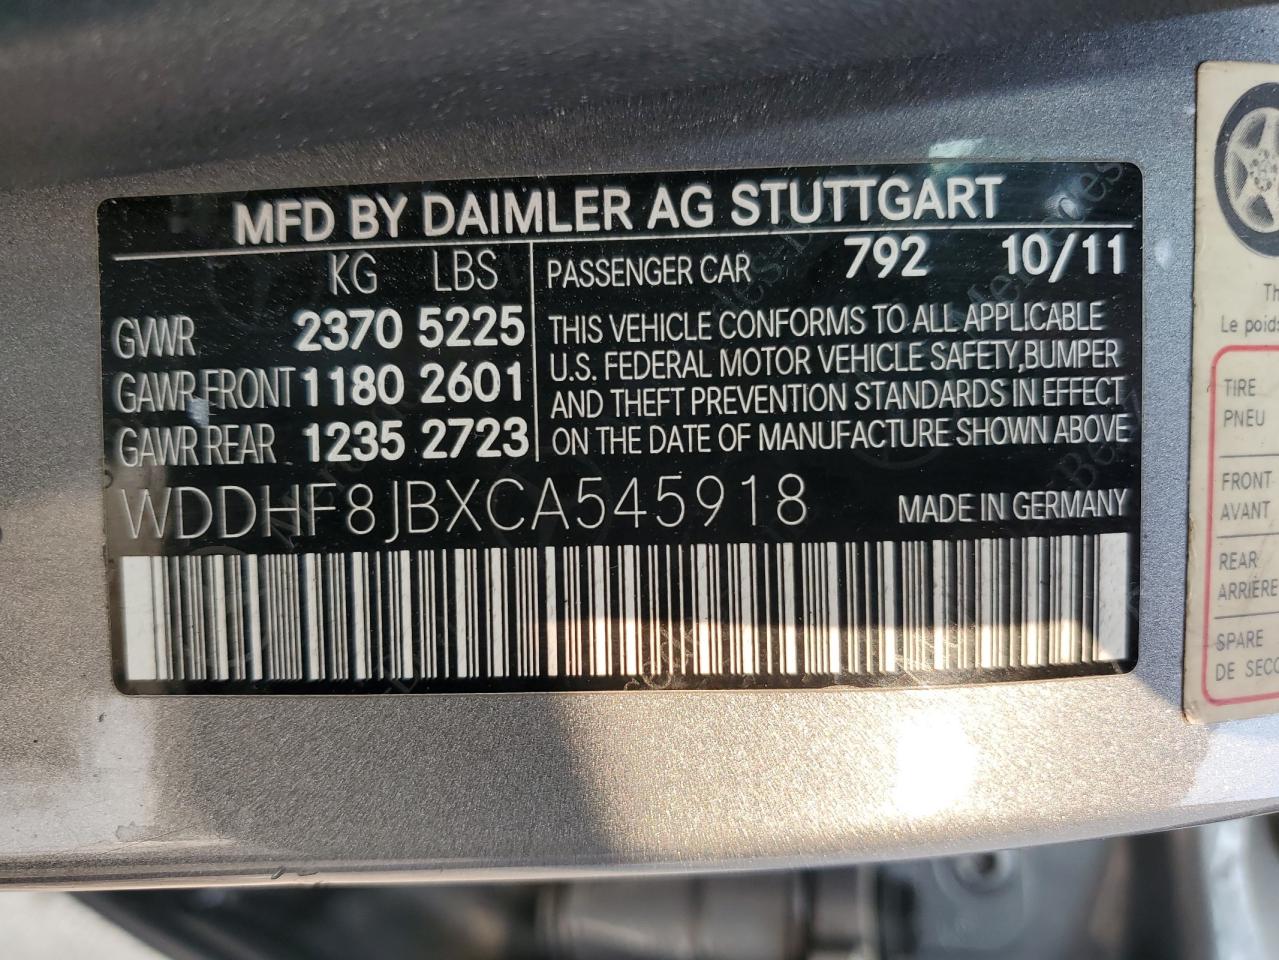 MFD BY DAIMLER AG STUTTGART
KG LBS
GVWR 2370 5225
GAWR FRONT 1180 2601
GAWR REAR 1235 2723
PASSENGER CAR 792 10/11
THIS VEHICLE CONFORMS TO ALL APPLICABLE
U.S. FEDERAL MOTOR VEHICLE SAFETY,BUMPER
AND THEFT PREVENTION STANDARDS IN EFFECT
ON THE DATE OF MANUFACTURE SHOWN ABOVE
WDDHF8JBXCA545918 MADE IN GERMANY
Le poids
TIRE
PNEU
FRONT
AVANT
REAR
ARRIÈRE
SPARE
DE SECO